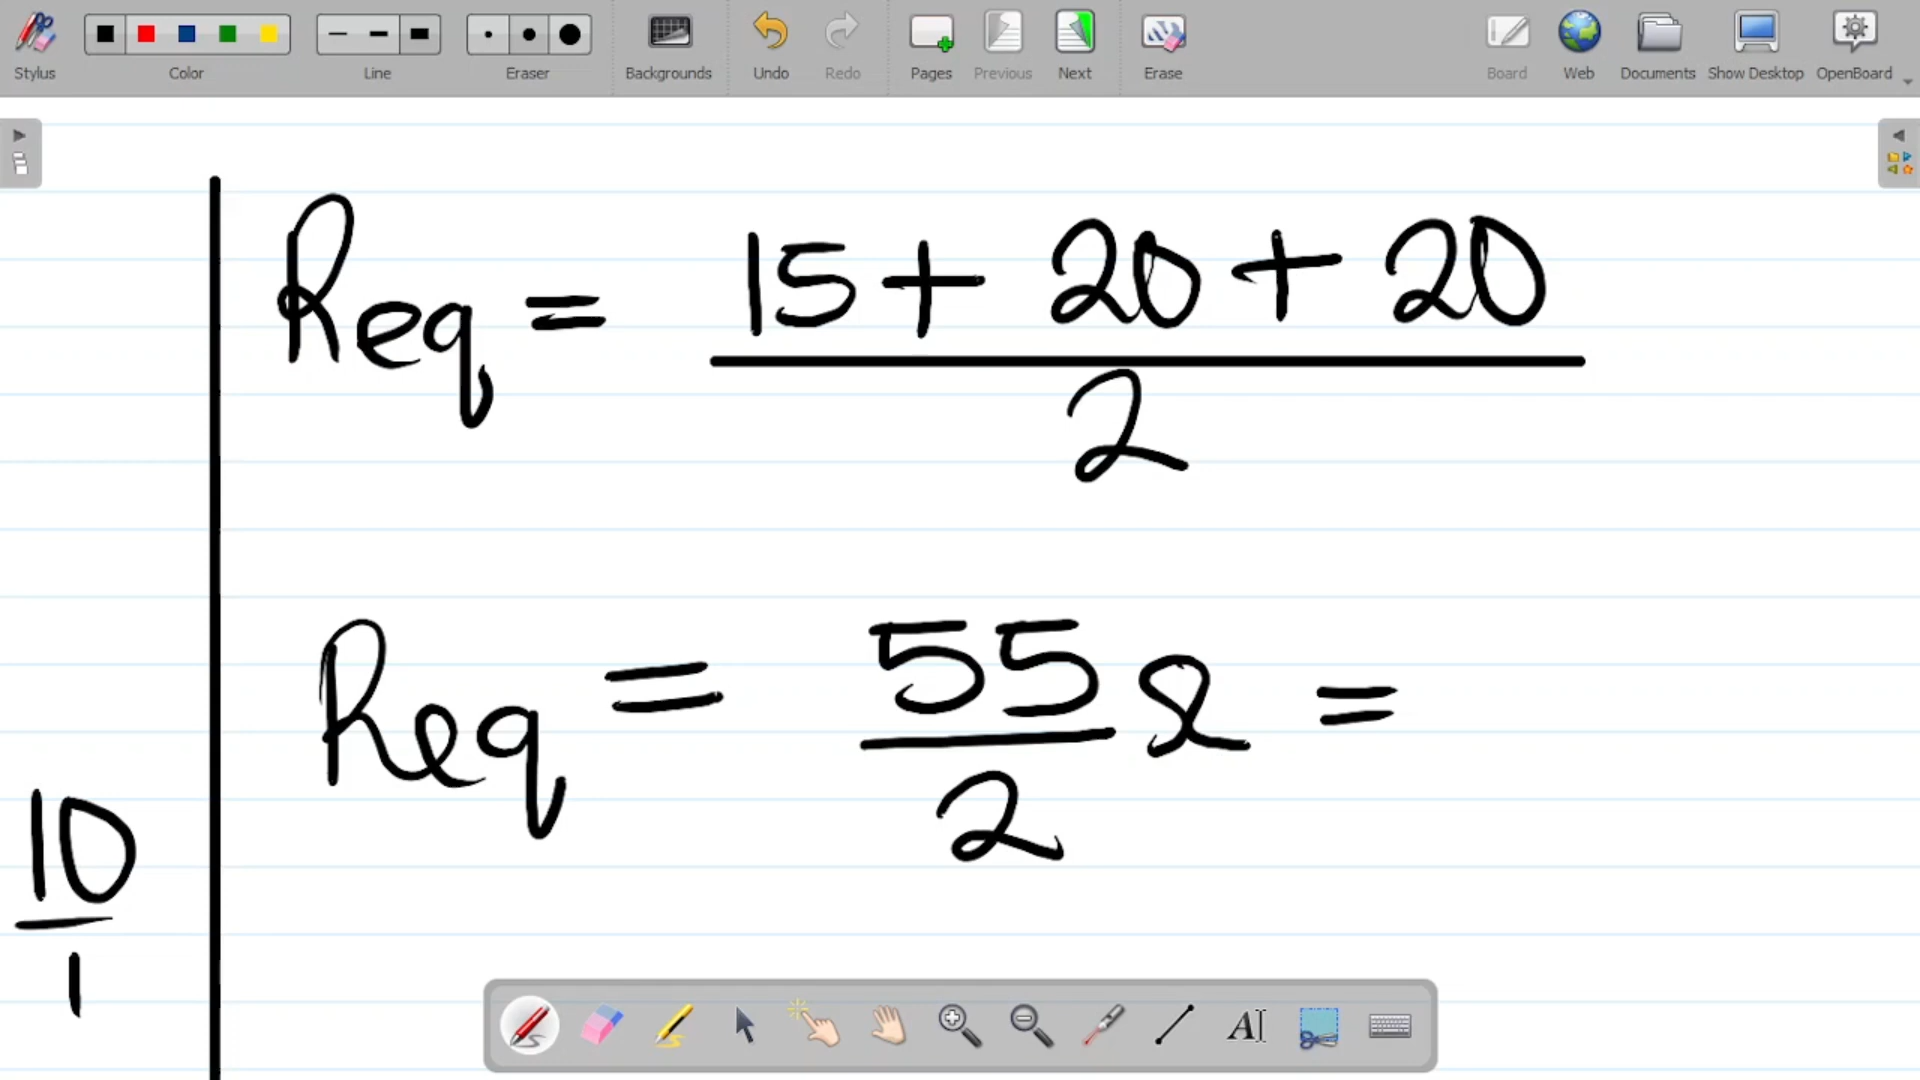 Stylus Color Line Eraser Backgrounds Undo Redo Pages Previous Next Erase Board Web Documents Show Desktop OpenBoard
Req = 15 + 20 + 20
2
Req = 55 Ω =
2
10
1
AI